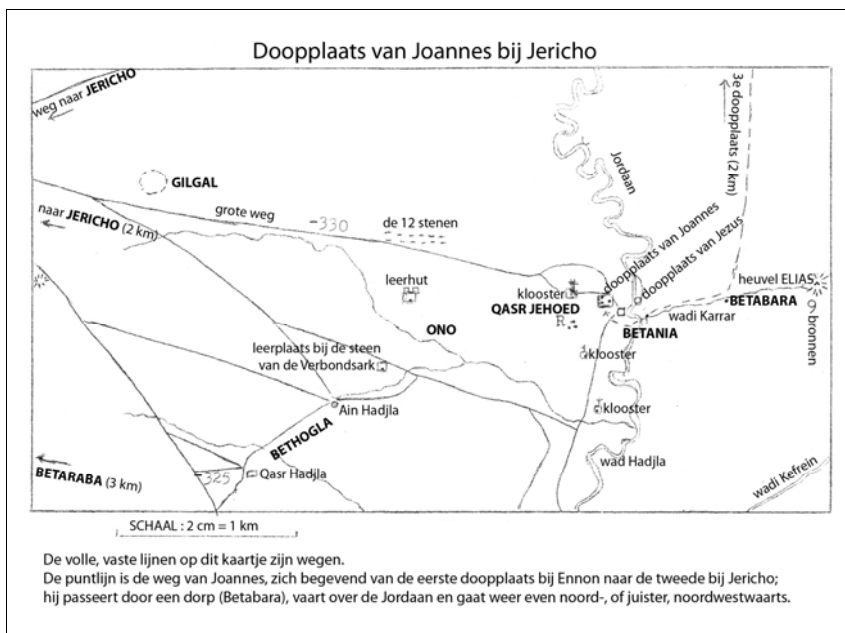 Doopplaats van Joannes bij Jericho
weg naar JERICHO
3e doopplaats (2 km)
Jordaan
GILGAL
grote weg
-330
de 12 stenen
naar JERICHO (2 km)
doopplaats van Joannes
doopplaats van Jezus
leerhut
klooster
QASR JEHOED
heuvel ELIAS
BETABARA
wadi Karrar
BETANIA
bronnen
R
ONO
leerplaats bij de steen
van de Verbondsark
klooster
Ain Hadjla
klooster
BETHOGLA
wad Hadjla
BETARABA (3 km)
-325
Qasr Hadjla
wadi Kefrein
SCHAAL : 2 cm = 1 km
De volle, vaste lijnen op dit kaartje zijn wegen.
De puntlijn is de weg van Joannes, zich begevend van de eerste doopplaats bij Ennon naar de tweede bij Jericho;
hij passeert door een dorp (Betabara), vaart over de Jordaan en gaat weer even noord-, of juister, noordwestwaarts.